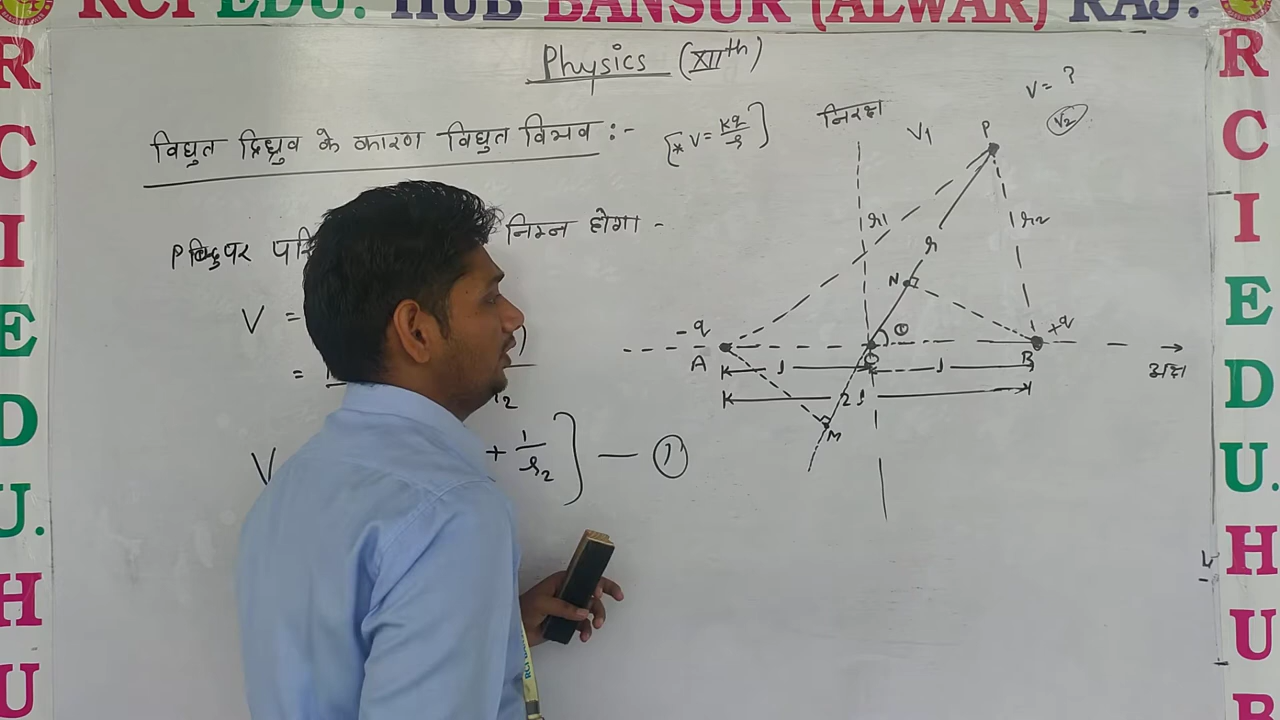 RCI EDU. HUB BANSUR (ALWAR) RAJ.
Physics (XIIth)
विद्युत द्विध्रुव के कारण विद्युत विभव :- [* V = Kq/r]
P बिन्दु पर निम्न होगा -
V =
=
r2
V + 1/r2] — ①
निरक्ष
V1
P
V = ?
V2
r1
r
r2
N
θ
- q
+q
A
O
B
l
l
अक्ष
2l
M
R
C
I
E
D
U.
H
U
R
C
I
E
D
U.
H
U
B